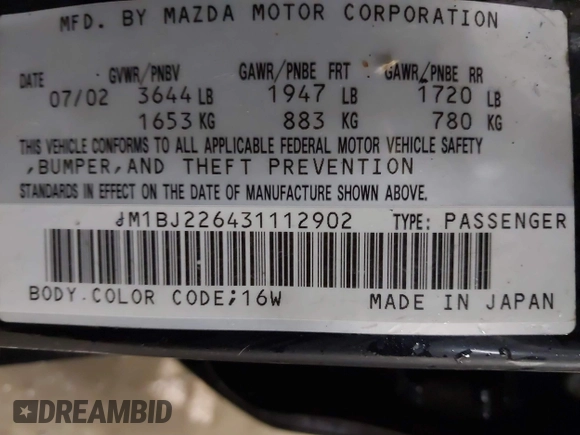 MFD. BY MAZDA MOTOR CORPORATION
DATE GVWR/PNBV GAWR/PNBE FRT GAWR/PNBE RR
07/02 3644 LB 1947 LB 1720 LB
1653 KG 883 KG 780 KG
THIS VEHICLE CONFORMS TO ALL APPLICABLE FEDERAL MOTOR VEHICLE SAFETY
,BUMPER,AND THEFT PREVENTION
STANDARDS IN EFFECT ON THE DATE OF MANUFACTURE SHOWN ABOVE.
JM1BJ226431112902 TYPE: PASSENGER
BODY COLOR CODE;16W MADE IN JAPAN
DREAMBID